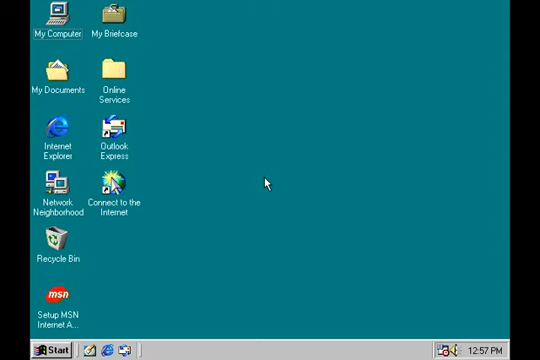 My Computer
My Briefcase
My Documents
Online
Services
Internet
Explorer
Outlook
Express
Network
Neighborhood
Connect to the
Internet
Recycle Bin
msn
Setup MSN
Internet A...
Start
12:57 PM